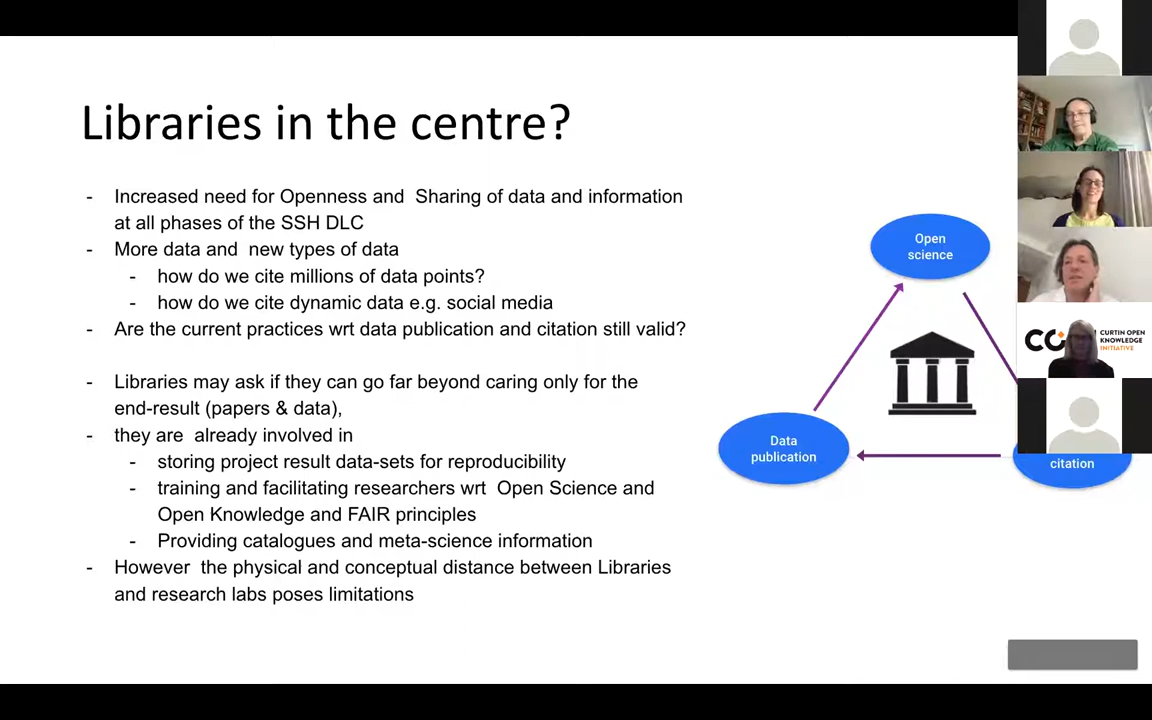 Libraries in the centre?
- Increased need for Openness and Sharing of data and information
at all phases of the SSH DLC
- More data and new types of data
- how do we cite millions of data points?
- how do we cite dynamic data e.g. social media
- Are the current practices wrt data publication and citation still valid?
- Libraries may ask if they can go far beyond caring only for the
end-result (papers & data),
- they are already involved in
- storing project result data-sets for reproducibility
- training and facilitating researchers wrt Open Science and
Open Knowledge and FAIR principles
- Providing catalogues and meta-science information
- However the physical and conceptual distance between Libraries
and research labs poses limitations
Open
science
Data
publication
citation
CURTIN OPEN
KNOWLEDGE
INITIATIVE